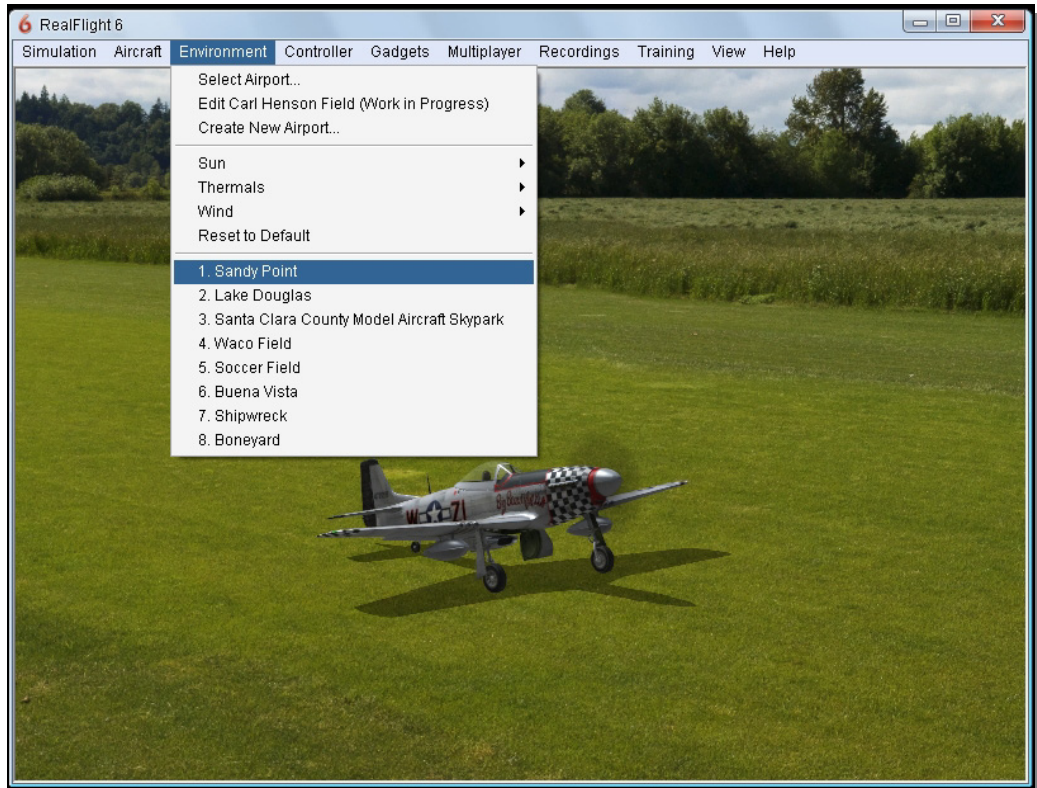 RealFlight 6
Simulation Aircraft Environment Controller Gadgets Multiplayer Recordings Training View Help
Select Airport...
Edit Carl Henson Field (Work in Progress)
Create New Airport...
Sun
Thermals
Wind
Reset to Default
1. Sandy Point
2. Lake Douglas
3. Santa Clara County Model Aircraft Skypark
4. Waco Field
5. Soccer Field
6. Buena Vista
7. Shipwreck
8. Boneyard
W Z1